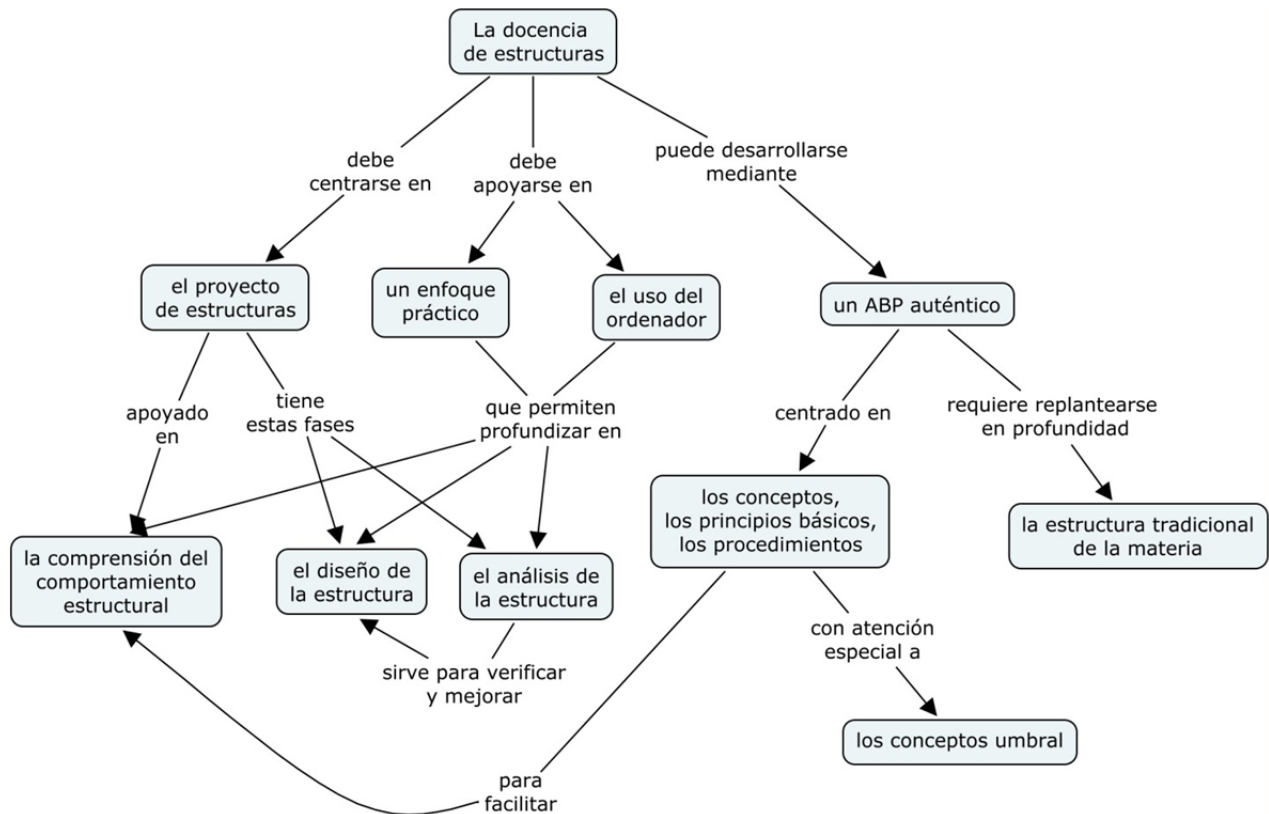 La docencia
de estructuras
debe
centrarse en
debe
apoyarse en
puede desarrollarse
mediante
el proyecto
de estructuras
un enfoque
práctico
el uso del
ordenador
un ABP auténtico
apoyado
en
tiene
estas fases
que permiten
profundizar en
centrado en
requiere replantearse
en profundidad
la comprensión del
comportamiento
estructural
el diseño de
la estructura
el análisis de
la estructura
los conceptos,
los principios básicos,
los procedimientos
la estructura tradicional
de la materia
sirve para verificar
y mejorar
con atención
especial a
los conceptos umbral
para
facilitar